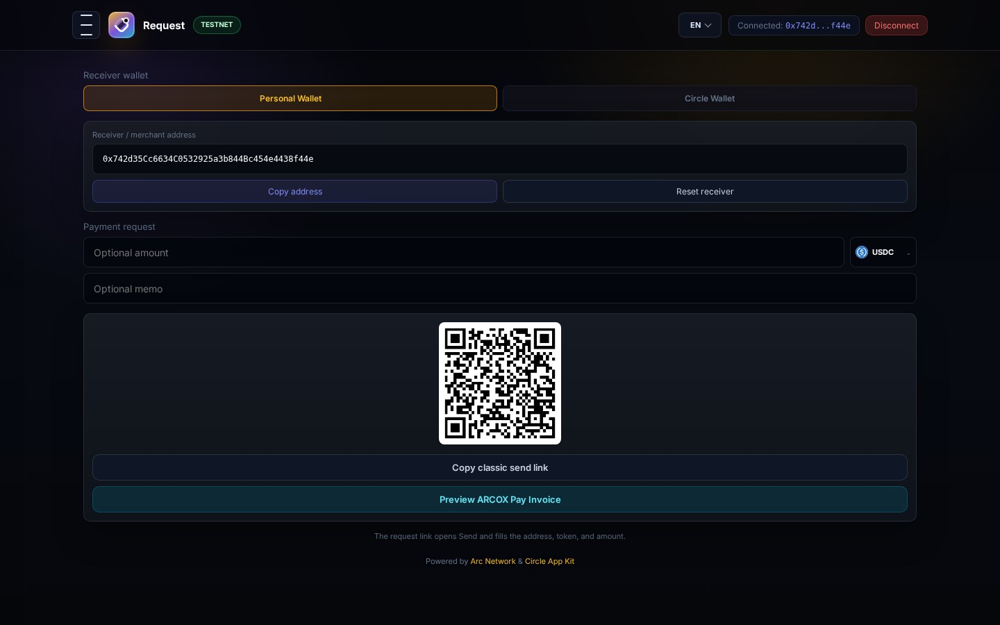 Request TESTNET EN Connected: 0x742d...f44e Disconnect
Receiver wallet
Personal Wallet Circle Wallet
Receiver / merchant address
0x742d35Cc6634C0532925a3b844Bc454e4438f44e
Copy address Reset receiver
Payment request
Optional amount USDC
Optional memo
Copy classic send link
Preview ARCOX Pay Invoice
The request link opens Send and fills the address, token, and amount.
Powered by Arc Network & Circle App Kit